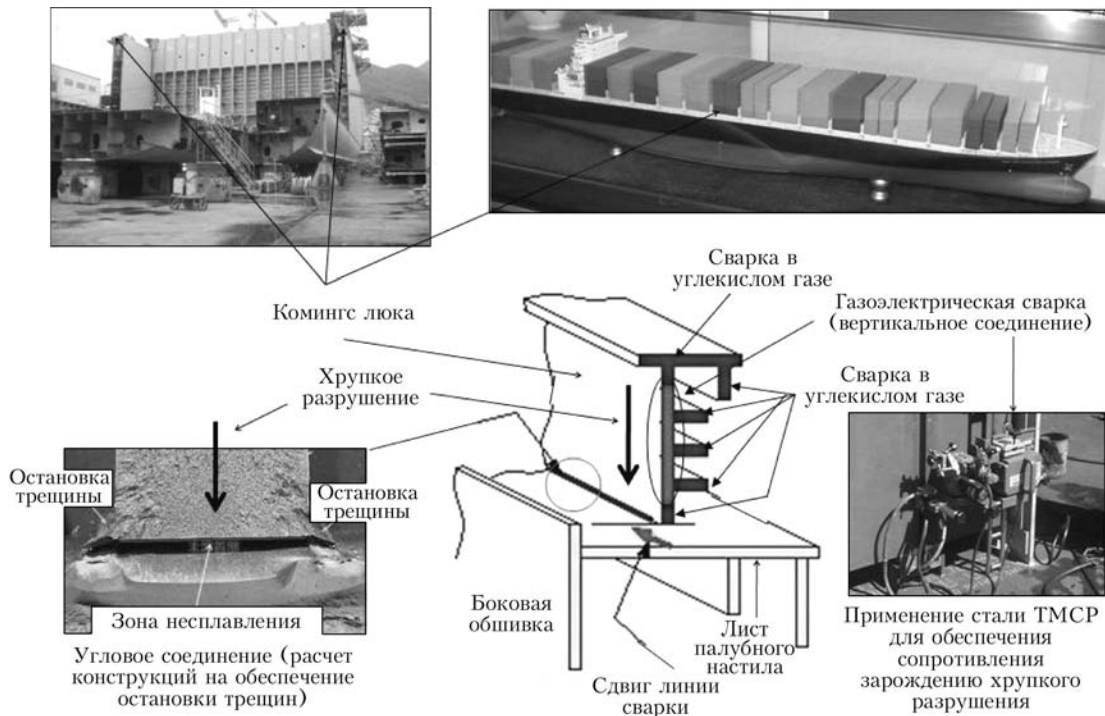 Сварка в
углекислом газе
Комингс люка
Газоэлектрическая сварка
(вертикальное соединение)
Хрупкое
разрушение
Сварка в
углекислом газе
Остановка
трещины
Остановка
трещины
Зона несплавления
Угловое соединение (расчет
конструкций на обеспечение
остановки трещин)
Боковая
обшивка
Лист
палубного
настила
Сдвиг линии
сварки
Применение стали ТМСР
для обеспечения
сопротивления
зарождению хрупкого
разрушения